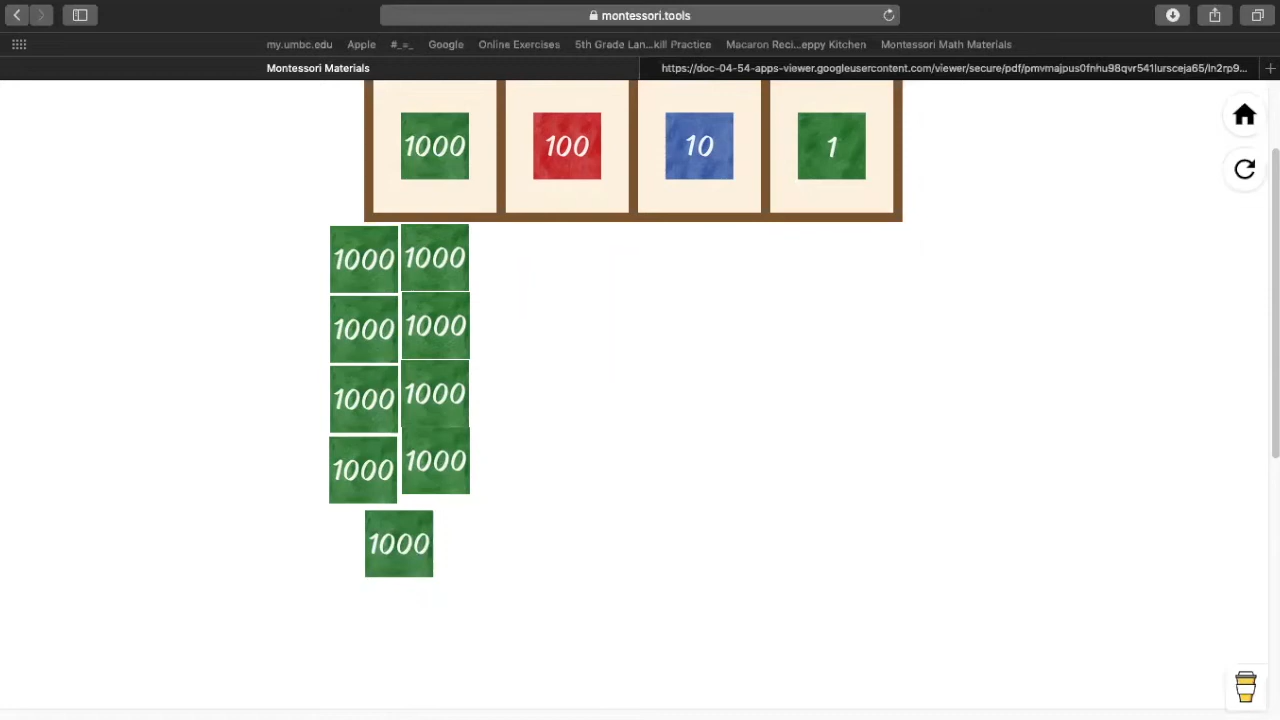 montessori.tools
my.umbc.edu Apple #_=_ Google Online Exercises 5th Grade Lan...kill Practice Macaron Reci...eppy Kitchen Montessori Math Materials
Montessori Materials https://doc-04-54-apps-viewer.googleusercontent.com/viewer/secure/pdf/pmvmajpus0fnhu98qvr541lursceja65/ln2rp9...
1000 100 10 1
1000 1000
1000 1000
1000 1000
1000 1000
1000